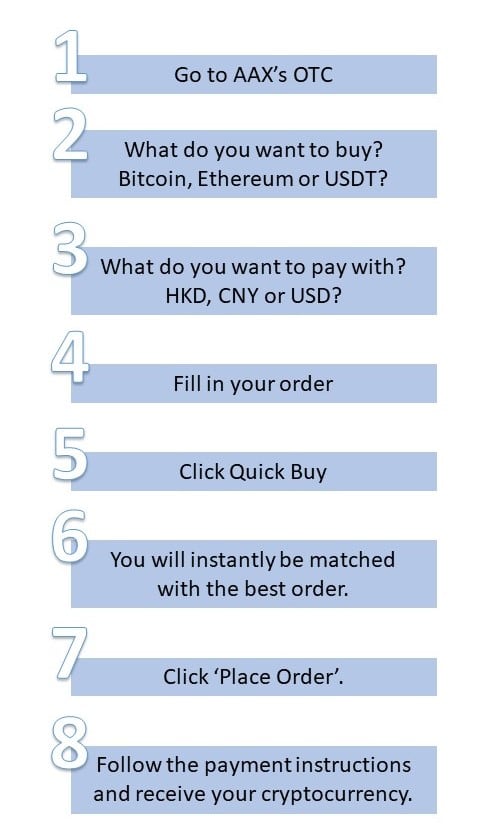 1
Go to AAX's OTC
2
What do you want to buy?
Bitcoin, Ethereum or USDT?
3
What do you want to pay with?
HKD, CNY or USD?
4
Fill in your order
5
Click Quick Buy
6
You will instantly be matched
with the best order.
7
Click ‘Place Order’.
8
Follow the payment instructions
and receive your cryptocurrency.